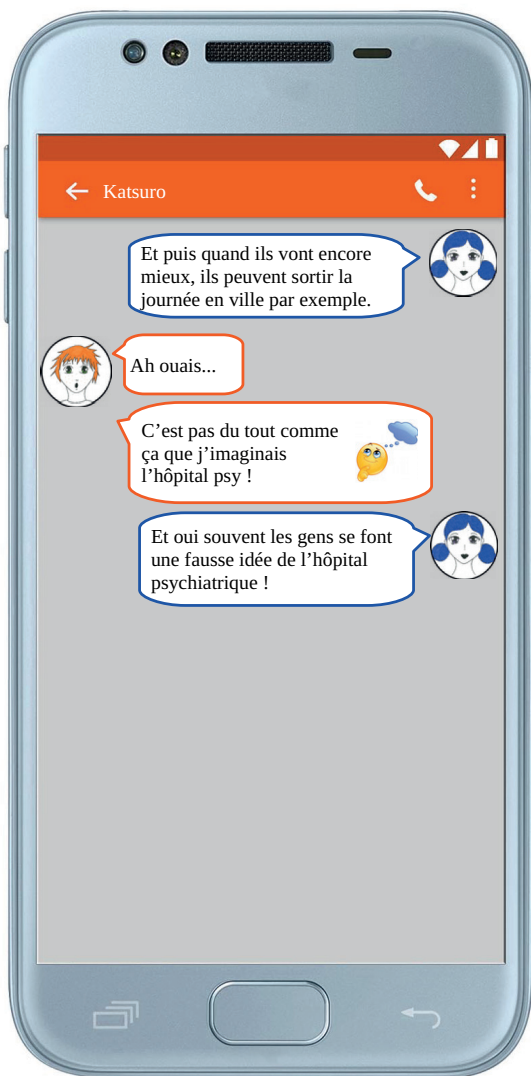 Katsuro
Et puis quand ils vont encore
mieux, ils peuvent sortir la
journée en ville par exemple.
Ah ouais...
C’est pas du tout comme
ça que j’imaginais
l’hôpital psy !
Et oui souvent les gens se font
une fausse idée de l’hôpital
psychiatrique !